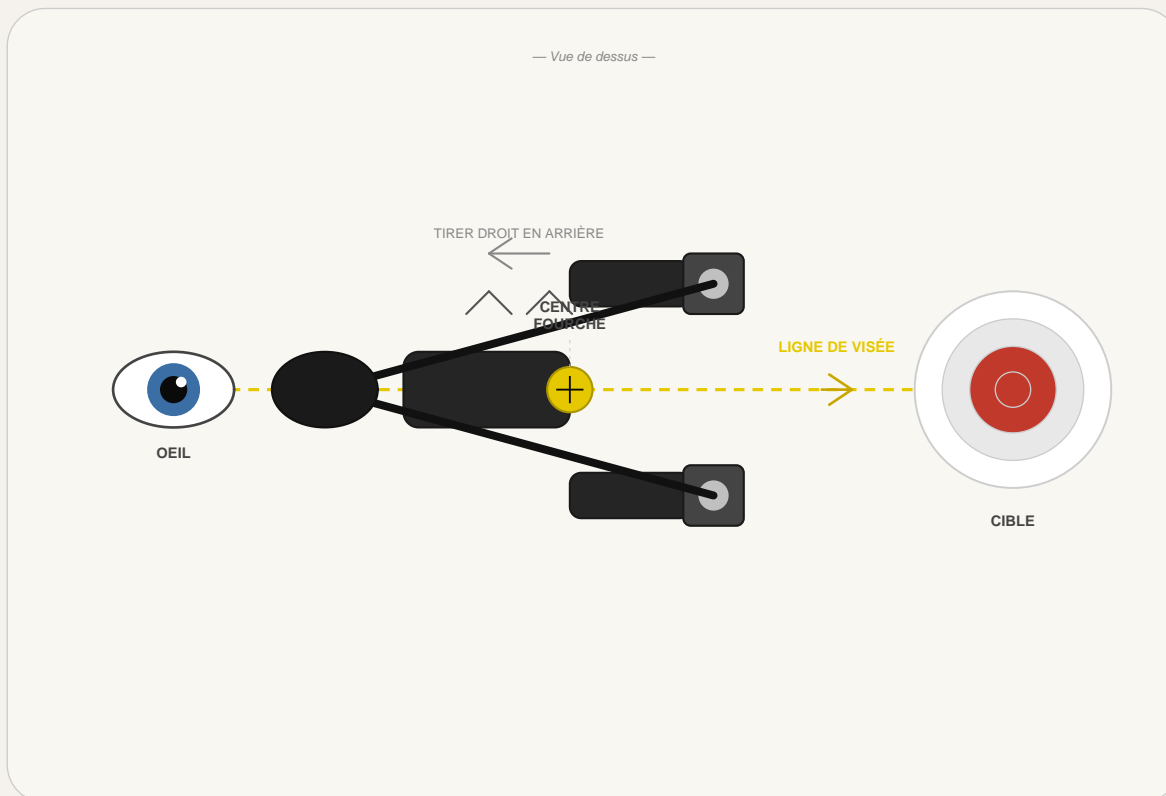 — Vue de dessus —
TIRER DROIT EN ARRIÈRE
CENTRE
FOURCHE
LIGNE DE VISÉE
OEIL
CIBLE